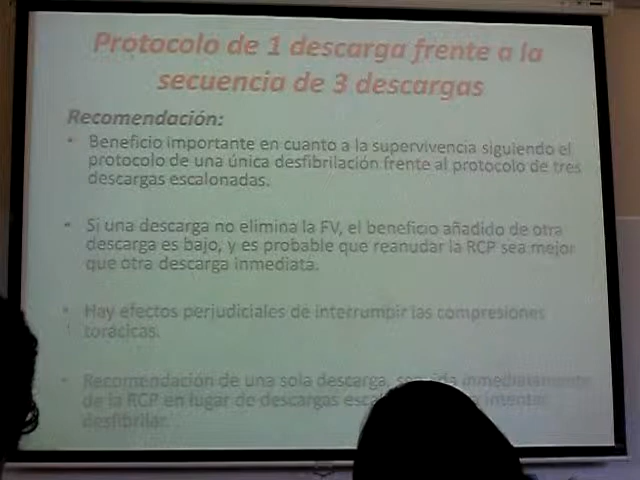 Protocolo de 1 descarga frente a la
secuencia de 3 descargas
Recomendación:
• Beneficio importante en cuanto a la supervivencia siguiendo el
protocolo de una única desfibrilación frente al protocolo de tres
descargas escalonadas.
• Si una descarga no elimina la FV, el beneficio añadido de otra
descarga es bajo, y es probable que reanudar la RCP sea mejor
que otra descarga inmediata.
• Hay efectos perjudiciales de interrumpir las compresiones
torácicas.
• Recomendación de una sola descarga, inmediatamente
de la RCP en lugar de descargas intentar
desfibrilar.